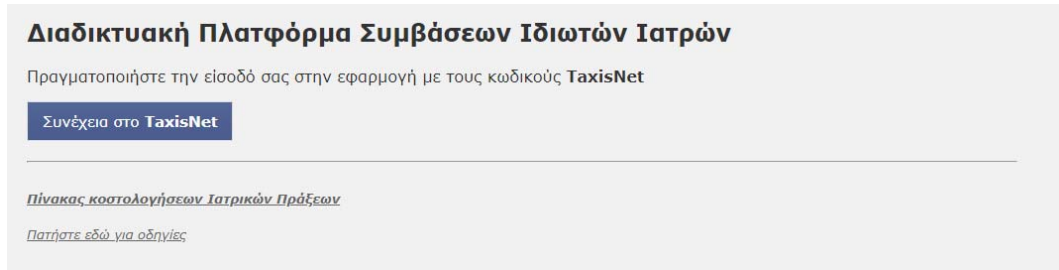 Διαδικτυακή Πλατφόρμα Συμβάσεων Ιδιωτών Ιατρών
Πραγματοποιήστε την είσοδό σας στην εφαρμογή με τους κωδικούς TaxisNet
Συνέχεια στο TaxisNet
Πίνακας κοστολογήσεων Ιατρικών Πράξεων
Πατήστε εδώ για οδηγίες